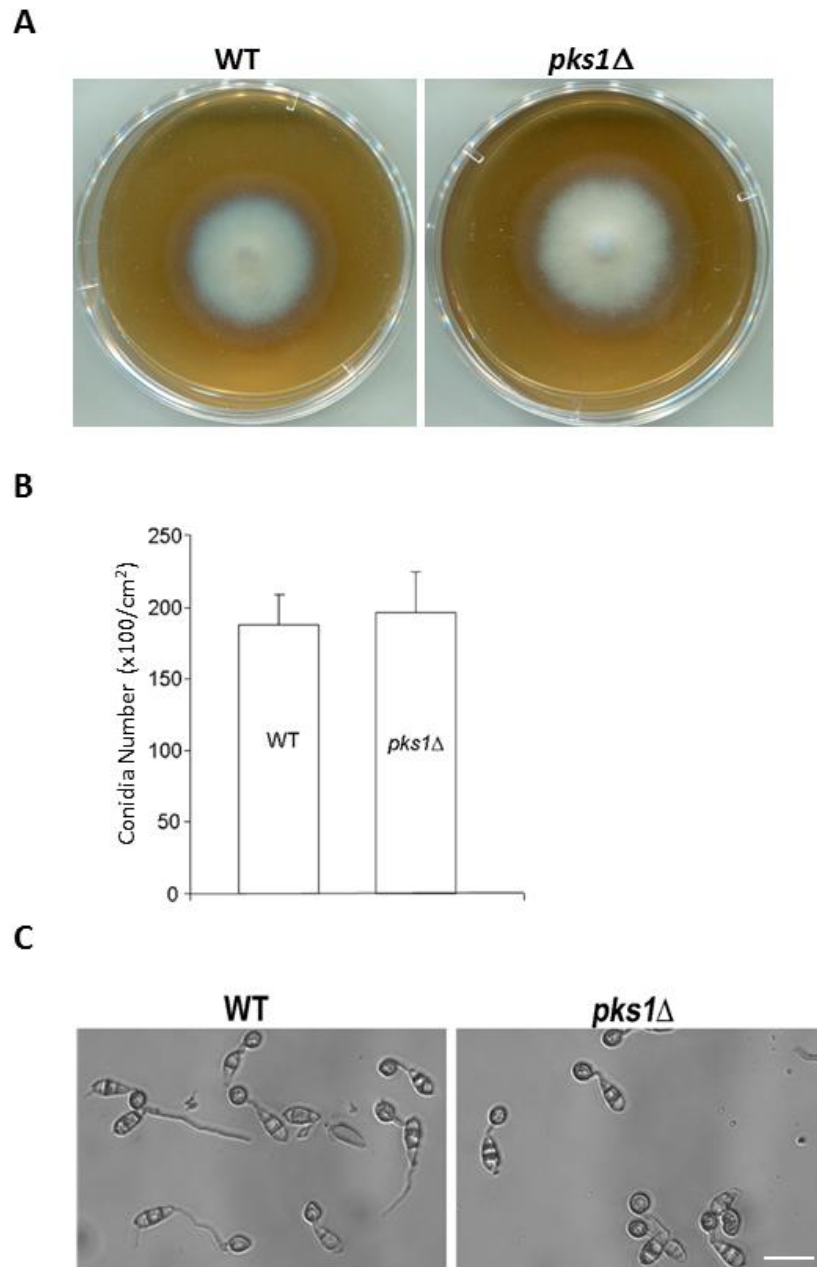 A
WT pks1Δ
B
Conidia Number (x100/cm²)
250
200
150
100
50
0
WT
pks1Δ
C
WT pks1Δ